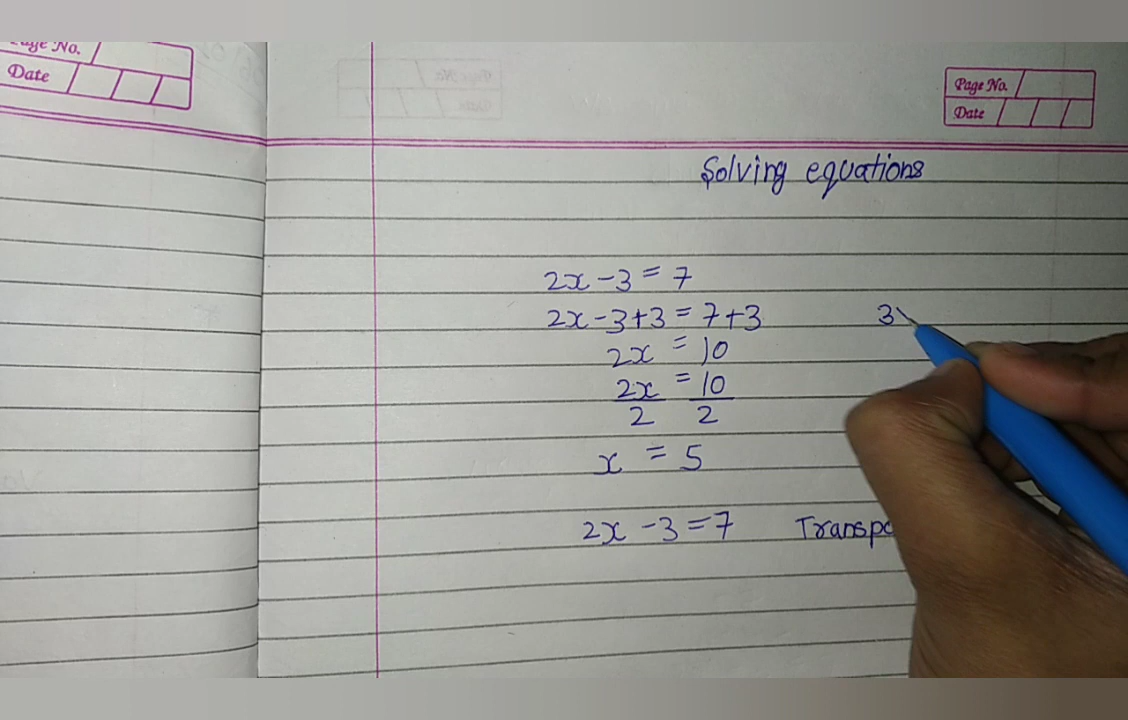 Page No.
Date
Page No.
Date
Solving equations
2x - 3 = 7
2x - 3 + 3 = 7 + 3
3
2x = 10
2x = 10
2 2
x = 5
2x - 3 = 7 Transpo